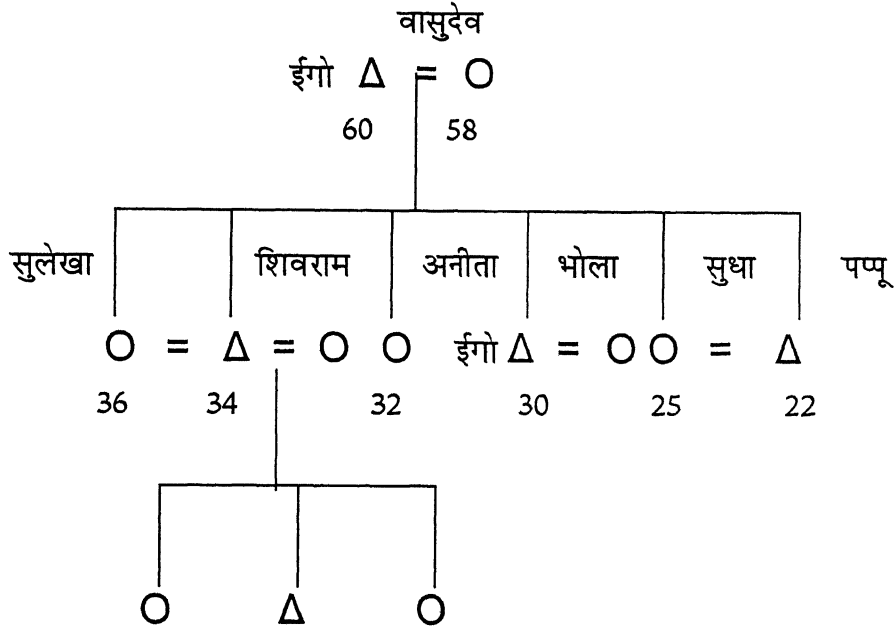 वासुदेव
ईगो Δ = O
60 58
सुलेखा शिवराम अनीता भोला सुधा पप्पू
O = Δ = O O ईगो Δ = O O = Δ
36 34 32 30 25 22
O Δ O